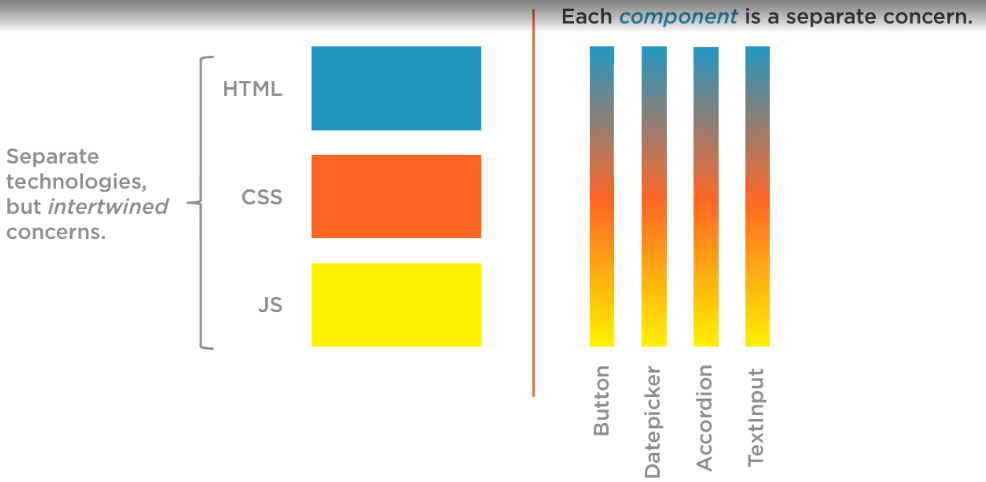 Each component is a separate concern.
HTML
Separate
technologies,
but intertwined
concerns.
CSS
JS
Button
Datepicker
Accordion
TextInput